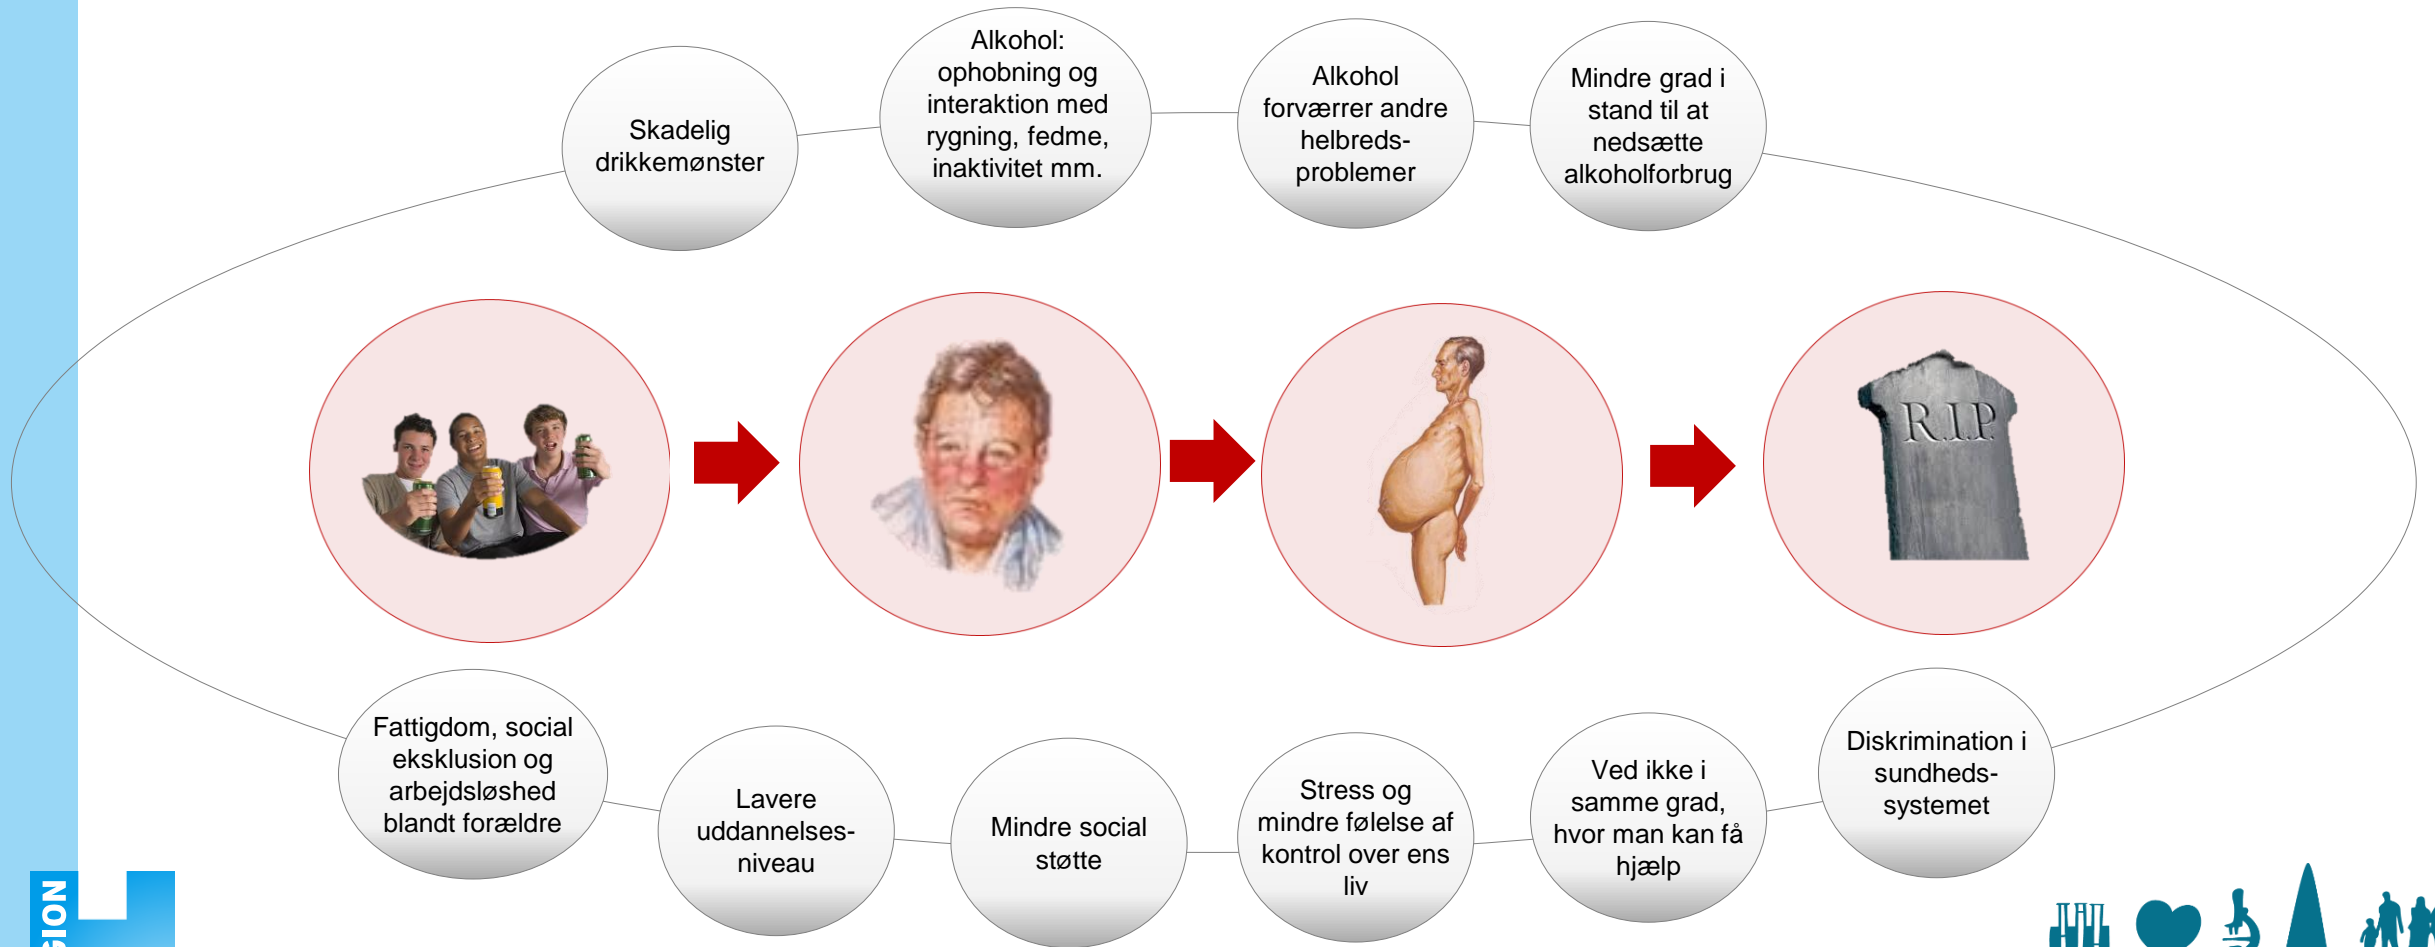 Skadelig
drikkemønster
Alkohol:
ophobning og
interaktion med
rygning, fedme,
inaktivitet mm.
Alkohol
forværrer andre
helbreds-
problemer
Mindre grad i
stand til at
nedsætte
alkoholforbrug
R.I.P.
Fattigdom, social
eksklusion og
arbejdsløshed
blandt forældre
Lavere
uddannelses-
niveau
Mindre social
støtte
Stress og
mindre følelse af
kontrol over ens
liv
Ved ikke i
samme grad,
hvor man kan få
hjælp
Diskrimination i
sundheds-
systemet